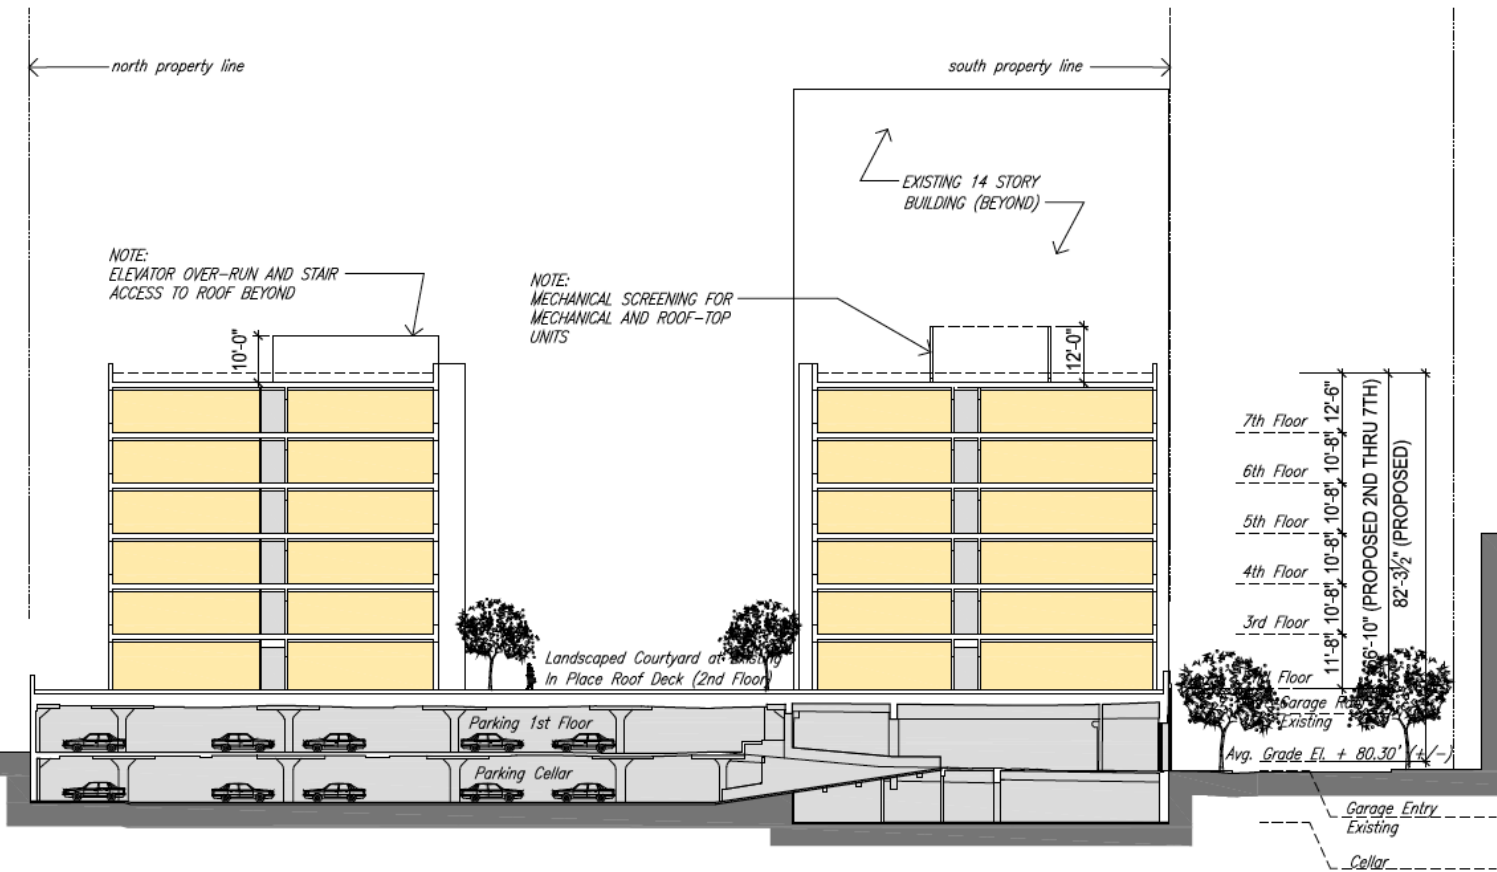 north property line
south property line
EXISTING 14 STORY
BUILDING (BEYOND)
NOTE:
ELEVATOR OVER-RUN AND STAIR
ACCESS TO ROOF BEYOND
NOTE:
MECHANICAL SCREENING FOR
MECHANICAL AND ROOF-TOP
UNITS
10'-0"
12'-0"
7th Floor
6th Floor
5th Floor
4th Floor
3rd Floor
Floor
12'-6"
10'-8"
10'-8"
10'-8"
10'-8"
11'-8"
66'-10" (PROPOSED 2ND THRU 7TH)
82'-3½" (PROPOSED)
Landscaped Courtyard at Existing
In Place Roof Deck (2nd Floor)
Parking 1st Floor
Parking Cellar
Garage
Existing
Avg. Grade El. + 80.30' (+/-)
Garage Entry
Existing
Cellar